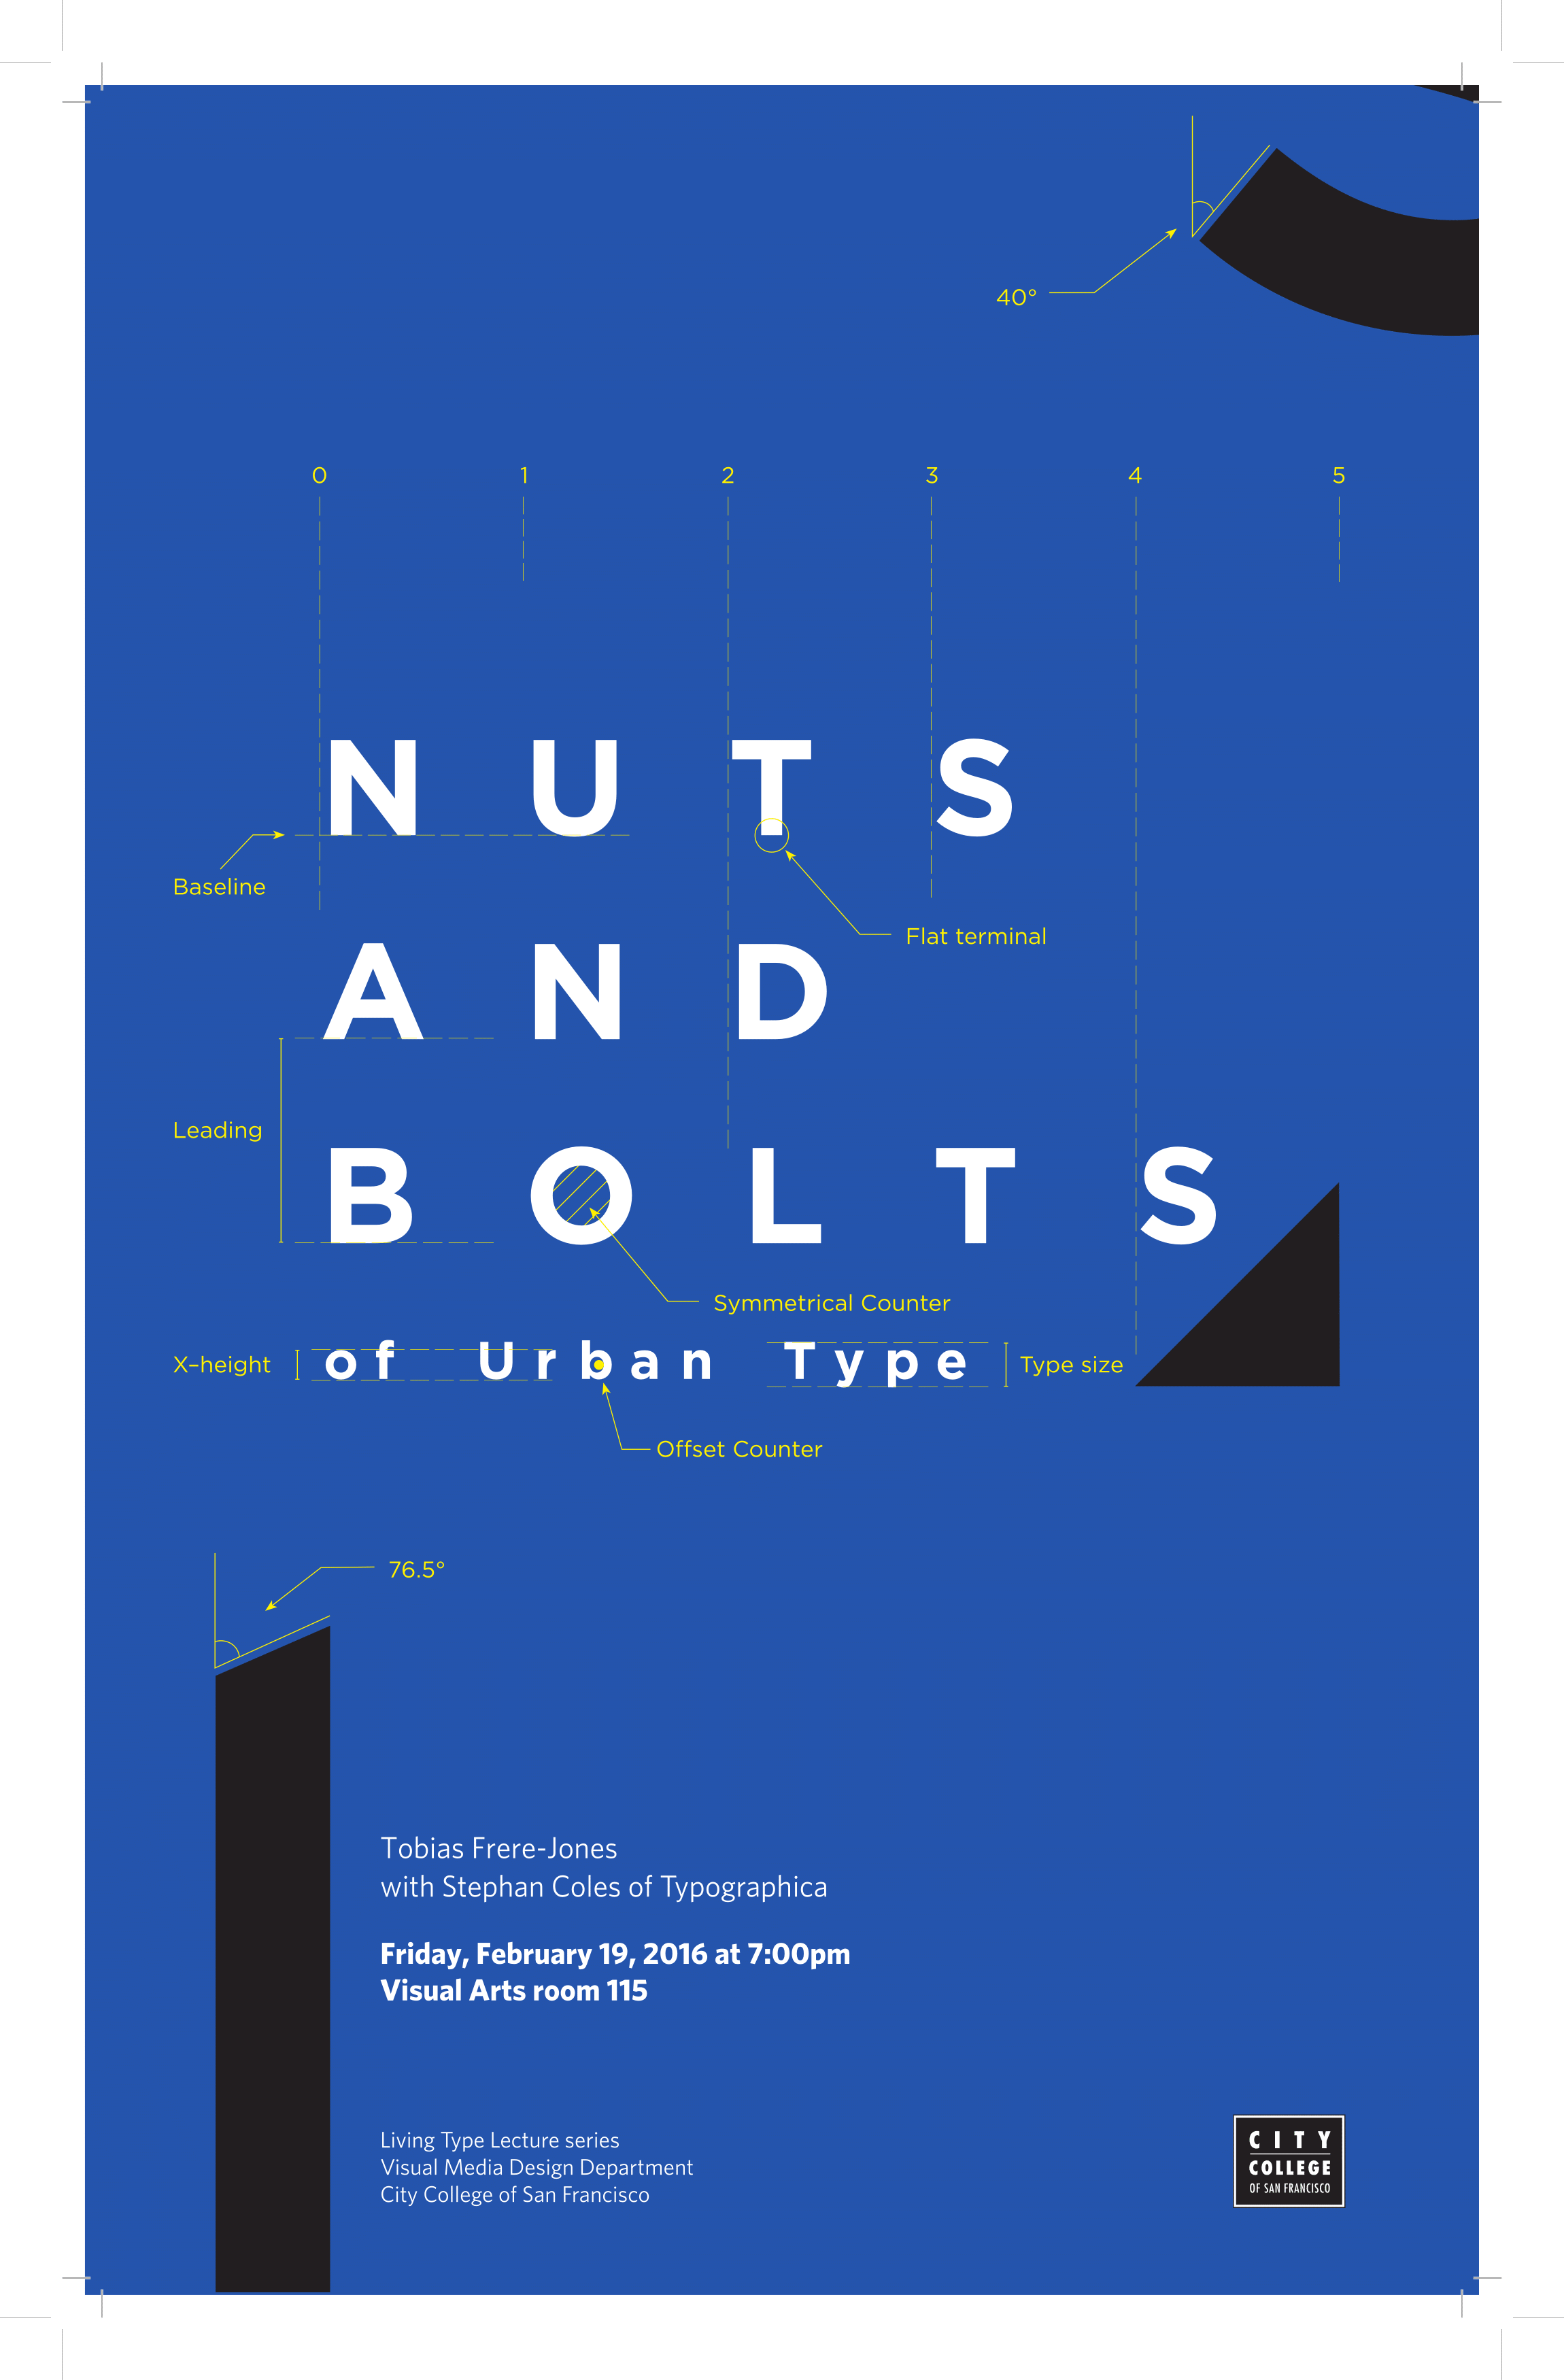 40°
0 1 2 3 4 5
NUTS
Baseline
Flat terminal
AND
Leading
BOLTS
Symmetrical Counter
X–height
of Urban Type
Type size
Offset Counter
76.5°
Tobias Frere-Jones
with Stephan Coles of Typographica
Friday, February 19, 2016 at 7:00pm
Visual Arts room 115
Living Type Lecture series
Visual Media Design Department
City College of San Francisco
CITY
COLLEGE
OF SAN FRANCISCO